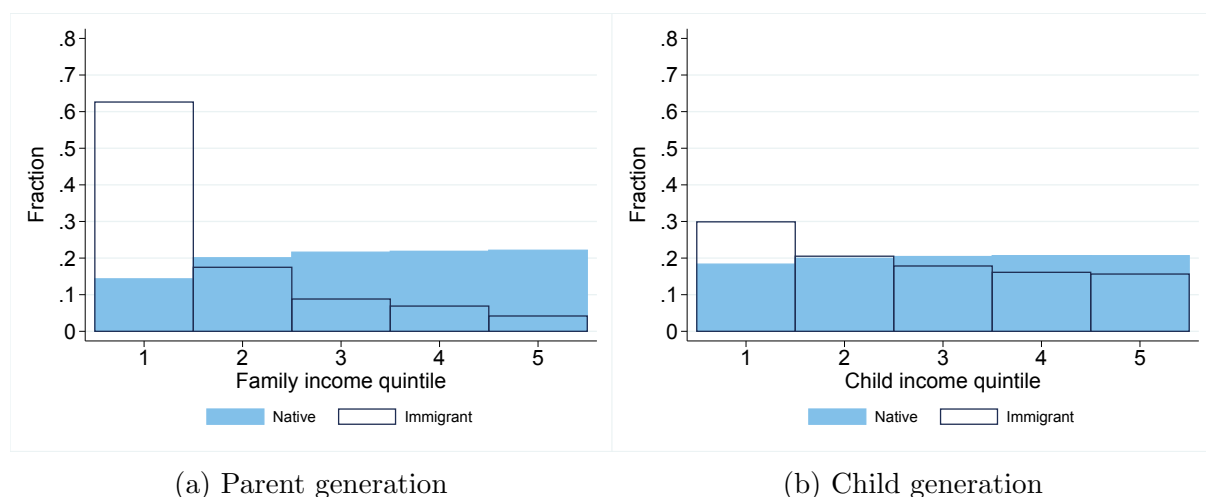 .8
.7
.6
.5
.4
.3
.2
.1
0
Fraction
1 2 3 4 5
Family income quintile
Native Immigrant
(a) Parent generation
.8
.7
.6
.5
.4
.3
.2
.1
0
Fraction
1 2 3 4 5
Child income quintile
Native Immigrant
(b) Child generation